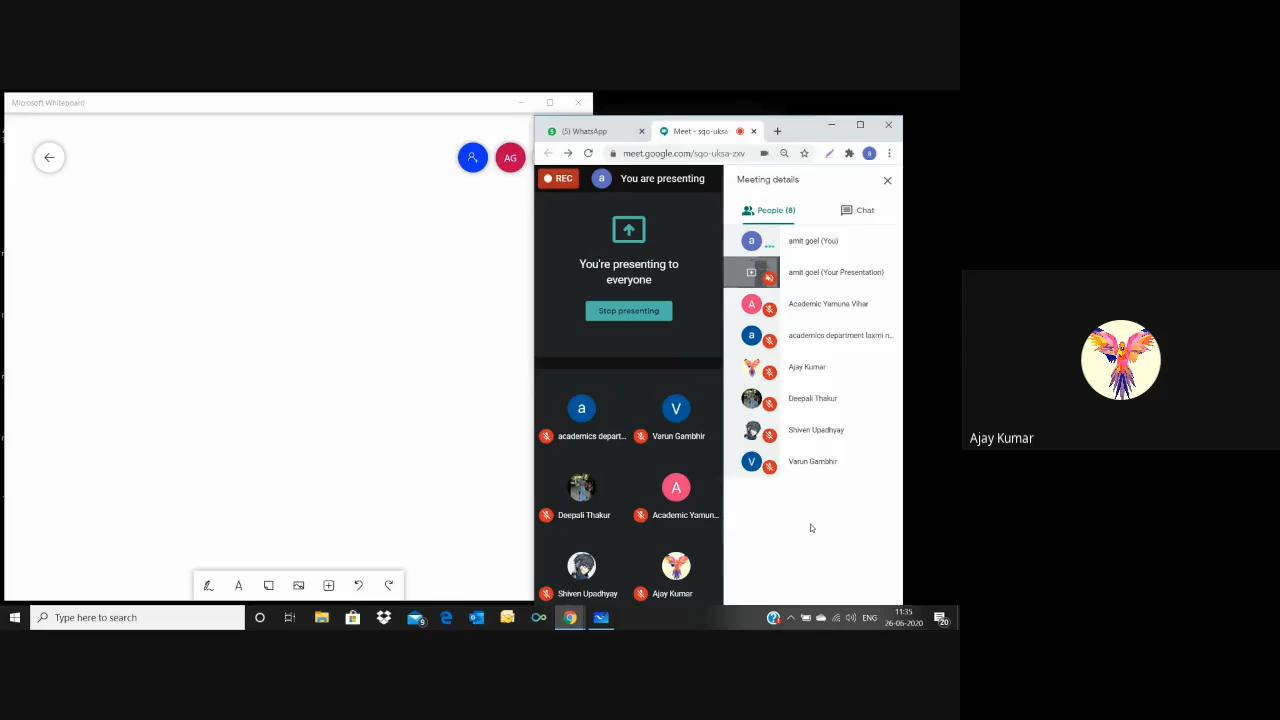 Microsoft Whiteboard
AG
(5) WhatsApp
Meet - sqo-uksa
meet.google.com/sqo-uksa-zxv
a
REC
a
You are presenting
Meeting details
People (8)
Chat
You're presenting to
everyone
Stop presenting
a
amit goel (You)
amit goel (Your Presentation)
A
Academic Yamuna Vihar
a
academics department laxmi n...
Ajay Kumar
Deepali Thakur
Shiven Upadhyay
V
Varun Gambhir
a
academics depart...
V
Varun Gambhir
Deepali Thakur
A
Academic Yamun...
Shiven Upadhyay
Ajay Kumar
A
Type here to search
9
ENG
11:35
26-06-2020
20
Ajay Kumar